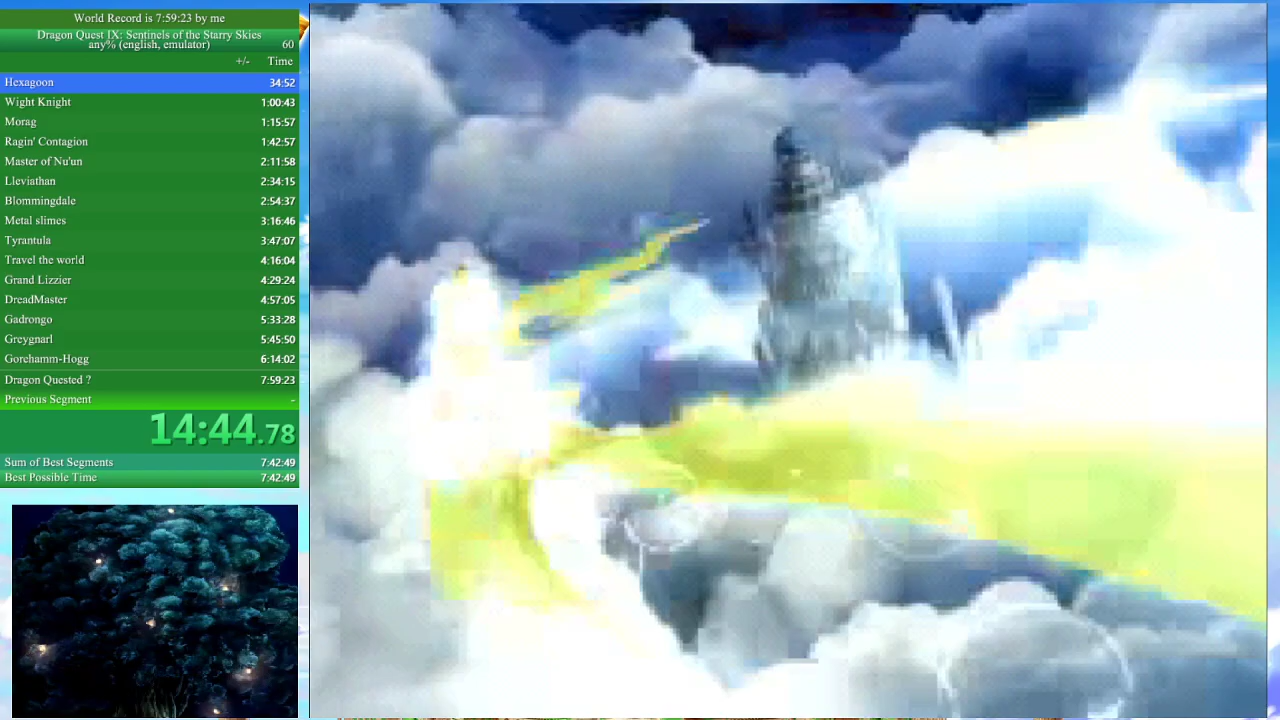 World Record is 7:59:23 by me
Dragon Quest IX: Sentinels of the Starry Skies
any% (english, emulator) 60
+/- Time
Hexagoon 34:52
Wight Knight 1:00:43
Morag 1:15:57
Ragin' Contagion 1:42:57
Master of Nu'un 2:11:58
Lleviathan 2:34:15
Blommingdale 2:54:37
Metal slimes 3:16:46
Tyrantula 3:47:07
Travel the world 4:16:04
Grand Lizzier 4:29:24
DreadMaster 4:57:05
Gadrongo 5:33:28
Greygnarl 5:45:50
Gorchamm-Hogg 6:14:02
Dragon Quested ? 7:59:23
Previous Segment -
14:44.78
Sum of Best Segments 7:42:49
Best Possible Time 7:42:49